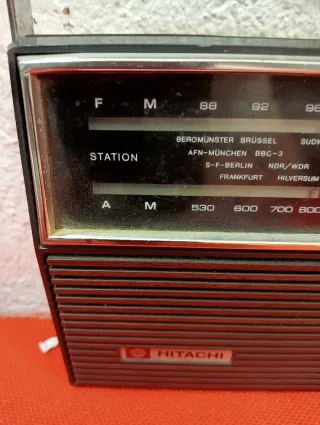 F M 88 92 96
BEROMÜNSTER BRÜSSEL SÜDW
STATION AFN-MÜNCHEN BBC-3
S-F-BERLIN NDR/WDR
FRANKFURT HILVERSUM
A M 530 600 700 800
HITACHI